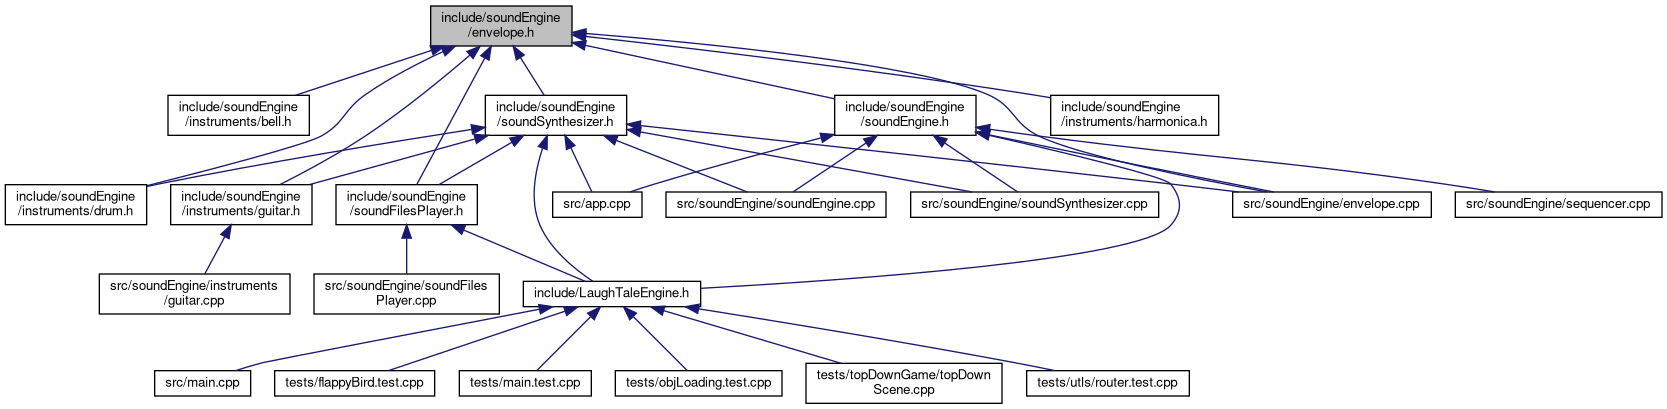 include/soundEngine
/envelope.h
include/soundEngine
/instruments/bell.h
include/soundEngine
/soundSynthesizer.h
include/soundEngine
/soundEngine.h
include/soundEngine
/instruments/harmonica.h
include/soundEngine
/instruments/drum.h
include/soundEngine
/instruments/guitar.h
include/soundEngine
/soundFilesPlayer.h
src/app.cpp
src/soundEngine/soundEngine.cpp
src/soundEngine/soundSynthesizer.cpp
src/soundEngine/envelope.cpp
src/soundEngine/sequencer.cpp
src/soundEngine/instruments
/guitar.cpp
src/soundEngine/soundFiles
Player.cpp
include/LaughTaleEngine.h
src/main.cpp
tests/flappyBird.test.cpp
tests/main.test.cpp
tests/objLoading.test.cpp
tests/topDownGame/topDown
Scene.cpp
tests/utls/router.test.cpp